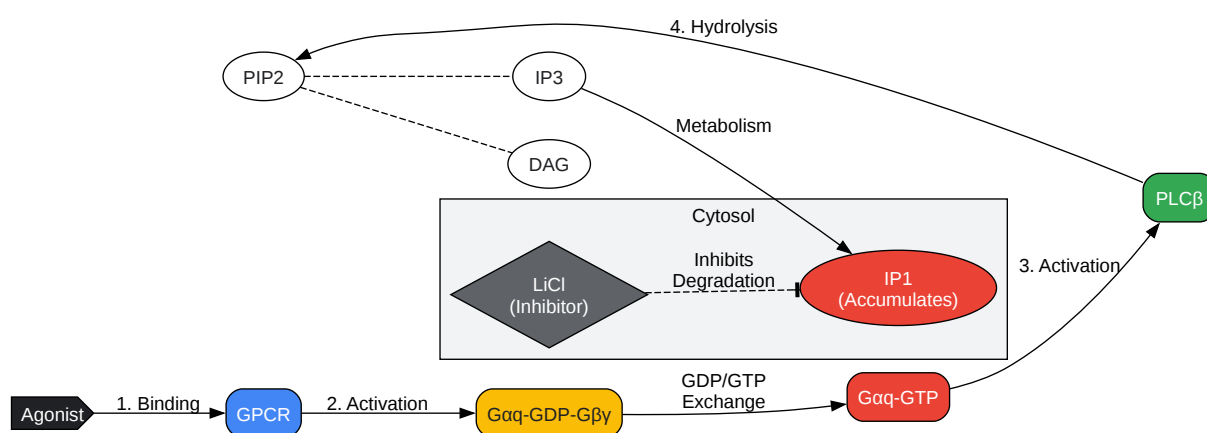 4. Hydrolysis
PIP2
IP3
Metabolism
DAG
PLCβ
Cytosol
Inhibits
Degradation
LiCl
(Inhibitor)
IP1
(Accumulates)
3. Activation
GDP/GTP
Exchange
Agonist
1. Binding
GPCR
2. Activation
Gαq-GDP-Gβγ
Gαq-GTP